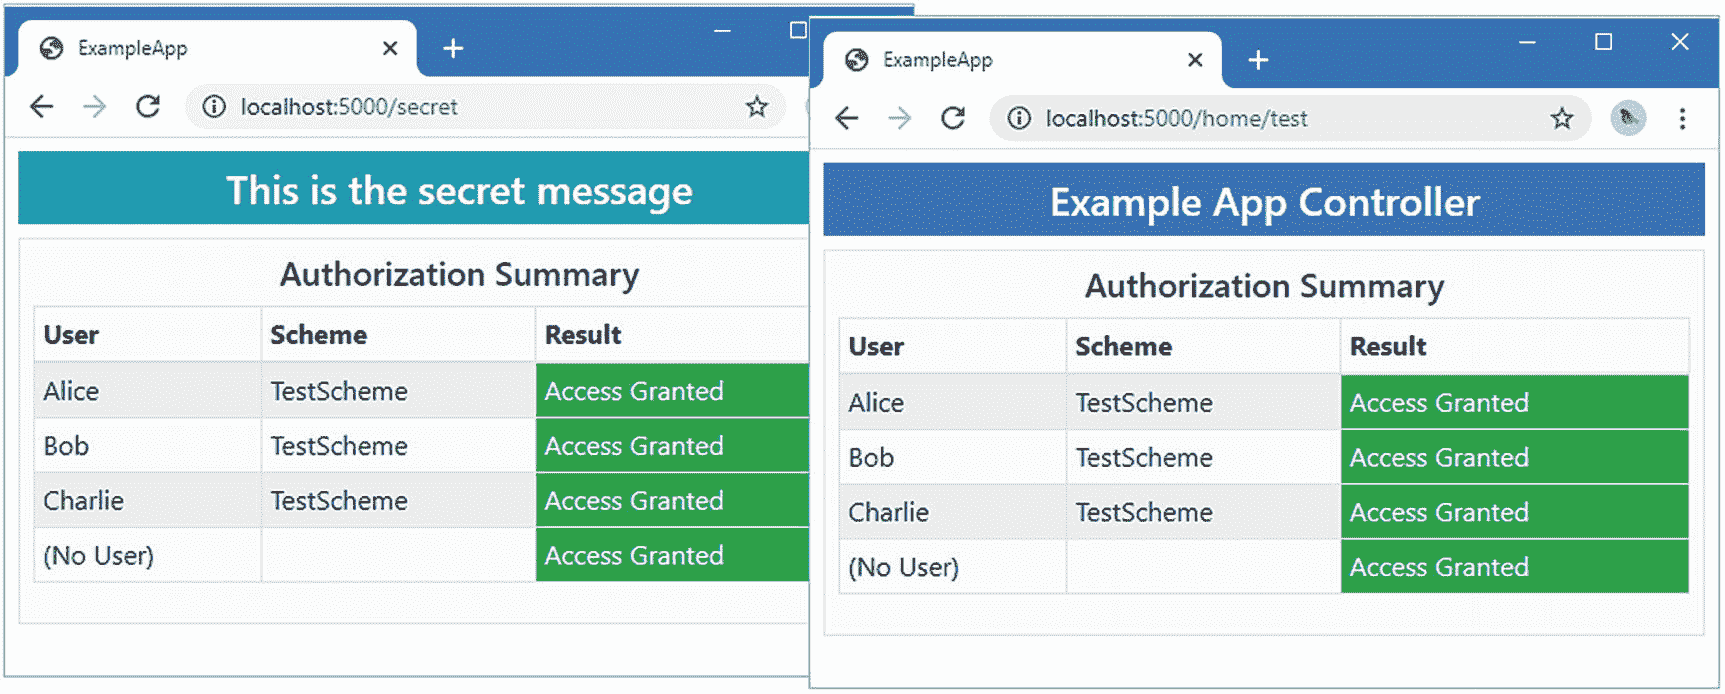 ExampleApp
localhost:5000/secret
This is the secret message
Authorization Summary
User Scheme Result
Alice TestScheme Access Granted
Bob TestScheme Access Granted
Charlie TestScheme Access Granted
(No User) Access Granted
ExampleApp
localhost:5000/home/test
Example App Controller
Authorization Summary
User Scheme Result
Alice TestScheme Access Granted
Bob TestScheme Access Granted
Charlie TestScheme Access Granted
(No User) Access Granted